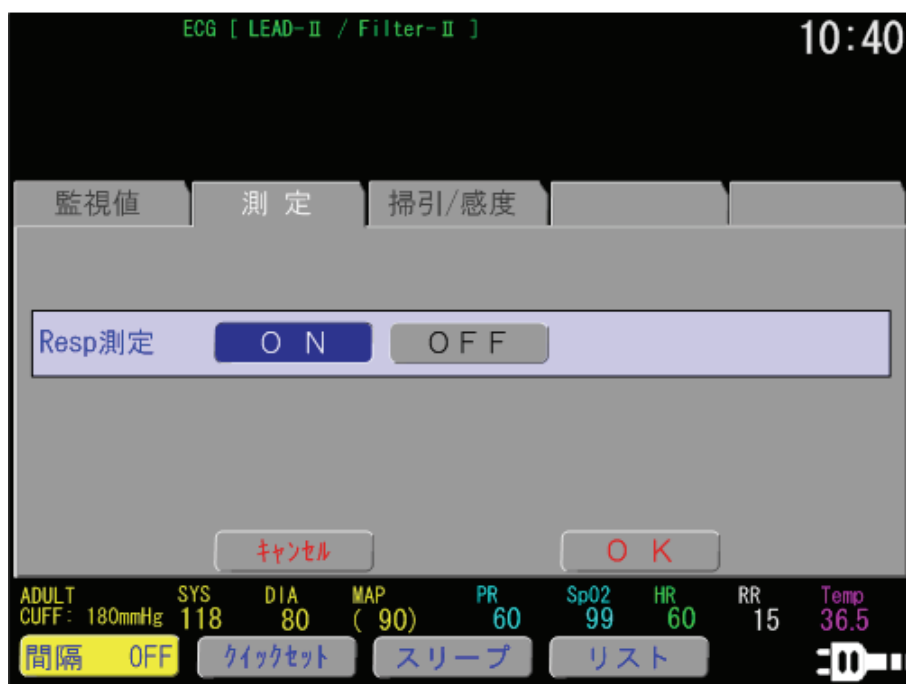 ECG [ LEAD-Ⅱ / Filter-Ⅱ ]
10:40
監視値 測 定 掃引/感度
Resp測定 O N O F F
ｷｬﾝｾﾙ O K
ADULT SYS DIA MAP PR SpO2 HR RR Temp
CUFF: 180mmHg 118 80 ( 90) 60 99 60 15 36.5
間隔 OFF ｸｲｯｸｾｯﾄ スリープ リスト